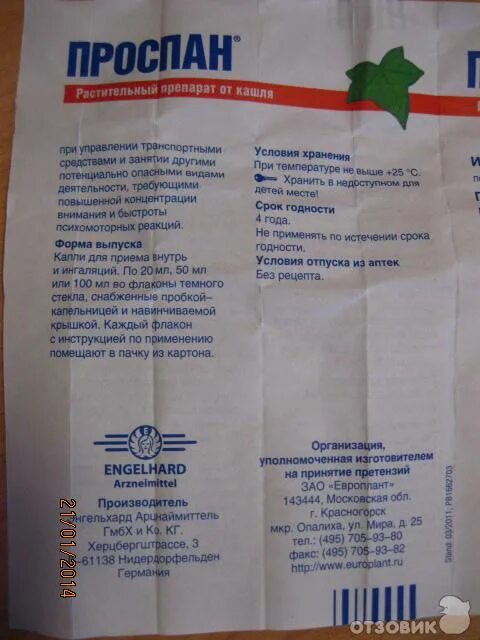 ПРОСПАН®
Растительный препарат от кашля
при управлении транспортными
средствами и занятии другими
потенциально опасными видами
деятельности, требующими
повышенной концентрации
внимания и быстроты
психомоторных реакций.
Форма выпуска
Капли для приема внутрь
и ингаляций. По 20 мл, 50 мл
или 100 мл во флаконы темного
стекла, снабженные пробкой-
капельницей и навинчиваемой
крышкой. Каждый флакон
с инструкцией по применению
помещают в пачку из картона.
Условия хранения
При температуре не выше +25 °С.
Хранить в недоступном для
детей месте!
Срок годности
4 года.
Не применять по истечении срока
годности.
Условия отпуска из аптек
Без рецепта.
ENGELHARD
Arzneimittel
Производитель
Энгельхард Арцнаймиттель
ГмбХ и Ко. КГ.
Херцбергштрассе, 3
61138 Нидердорфельден
Германия
Организация,
уполномоченная изготовителем
на принятие претензий
ЗАО «Европлант»
143444, Московская обл.
г. Красногорск
мкр. Опалиха, ул. Мира, д. 25
тел.: (495) 705-93-80
факс: (495) 705-93-82
http://www.europlant.ru
Stand: 03/2011; PB1662703
21/01/2014
ОТЗОВИК